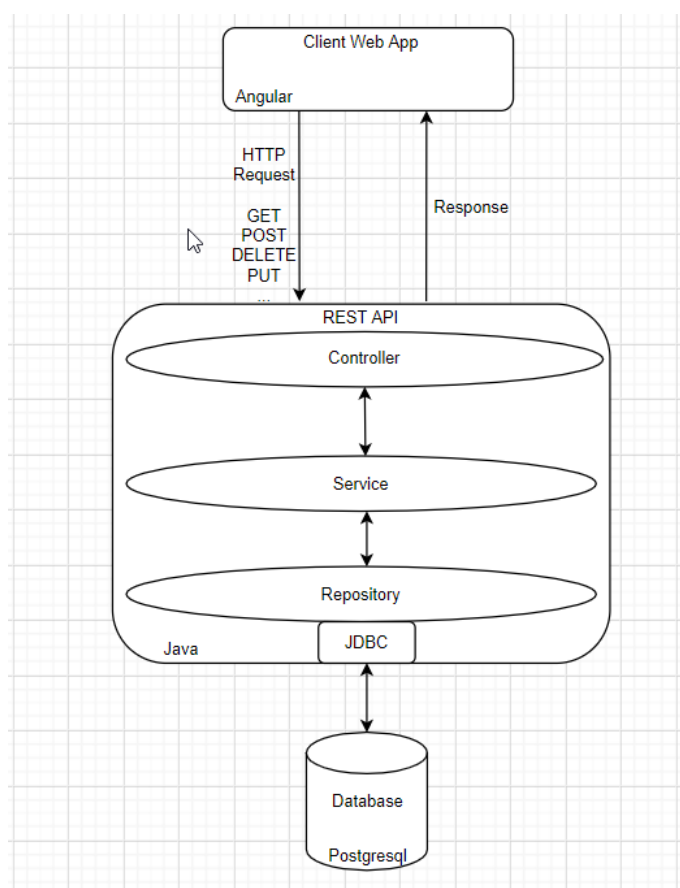 Client Web App
Angular
HTTP
Request
GET
POST
DELETE
PUT
...
Response
REST API
Controller
Service
Repository
JDBC
Java
Database
Postgresql